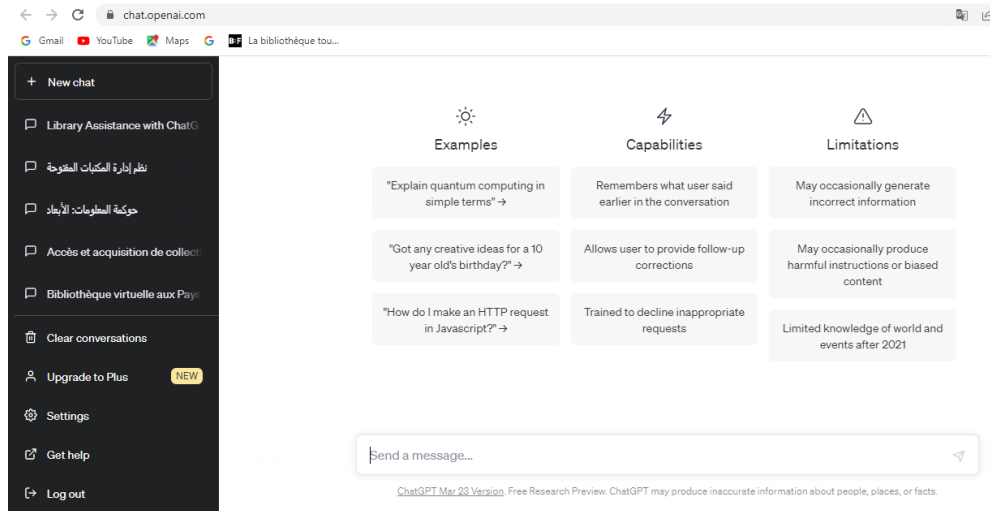 chat.openai.com
Gmail YouTube Maps La bibliothèque tou...
New chat
Library Assistance with ChatG
نظم إدارة المكتبات المفتوحة
حوكمة المعلومات: الأبعاد
Accès et acquisition de collect
Bibliothèque virtuelle aux Pays
Clear conversations
Upgrade to Plus NEW
Settings
Get help
Log out
Examples
"Explain quantum computing in
simple terms" →
"Got any creative ideas for a 10
year old's birthday?" →
"How do I make an HTTP request
in Javascript?" →
Capabilities
Remembers what user said
earlier in the conversation
Allows user to provide follow-up
corrections
Trained to decline inappropriate
requests
Limitations
May occasionally generate
incorrect information
May occasionally produce
harmful instructions or biased
content
Limited knowledge of world and
events after 2021
Send a message...
ChatGPT Mar 23 Version. Free Research Preview. ChatGPT may produce inaccurate information about people, places, or facts.